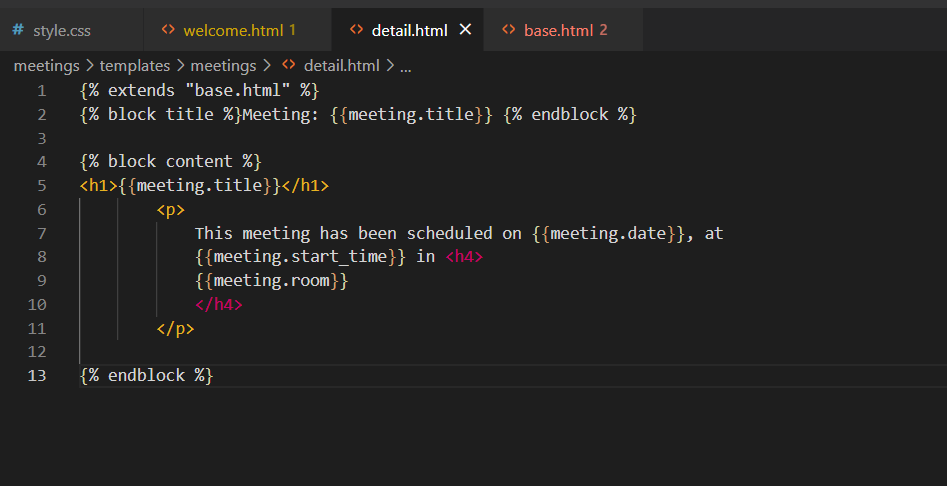 # style.css <> welcome.html 1 <> detail.html × <> base.html 2
meetings > templates > meetings > <> detail.html > ...
1 {% extends "base.html" %}
2 {% block title %}Meeting: {{meeting.title}} {% endblock %}
3
4 {% block content %}
5 <h1>{{meeting.title}}</h1>
6 <p>
7 This meeting has been scheduled on {{meeting.date}}, at
8 {{meeting.start_time}} in <h4>
9 {{meeting.room}}
10 </h4>
11 </p>
12
13 {% endblock %}